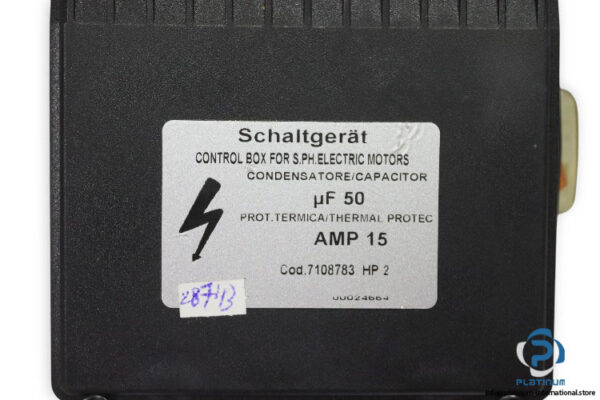 Schaltgerät
CONTROL BOX FOR S.PH.ELECTRIC MOTORS
CONDENSATORE/CAPACITOR
µF 50
PROT.TERMICA/THERMAL PROTEC
AMP 15
Cod.7108783 HP 2
00024664
PLATINUM